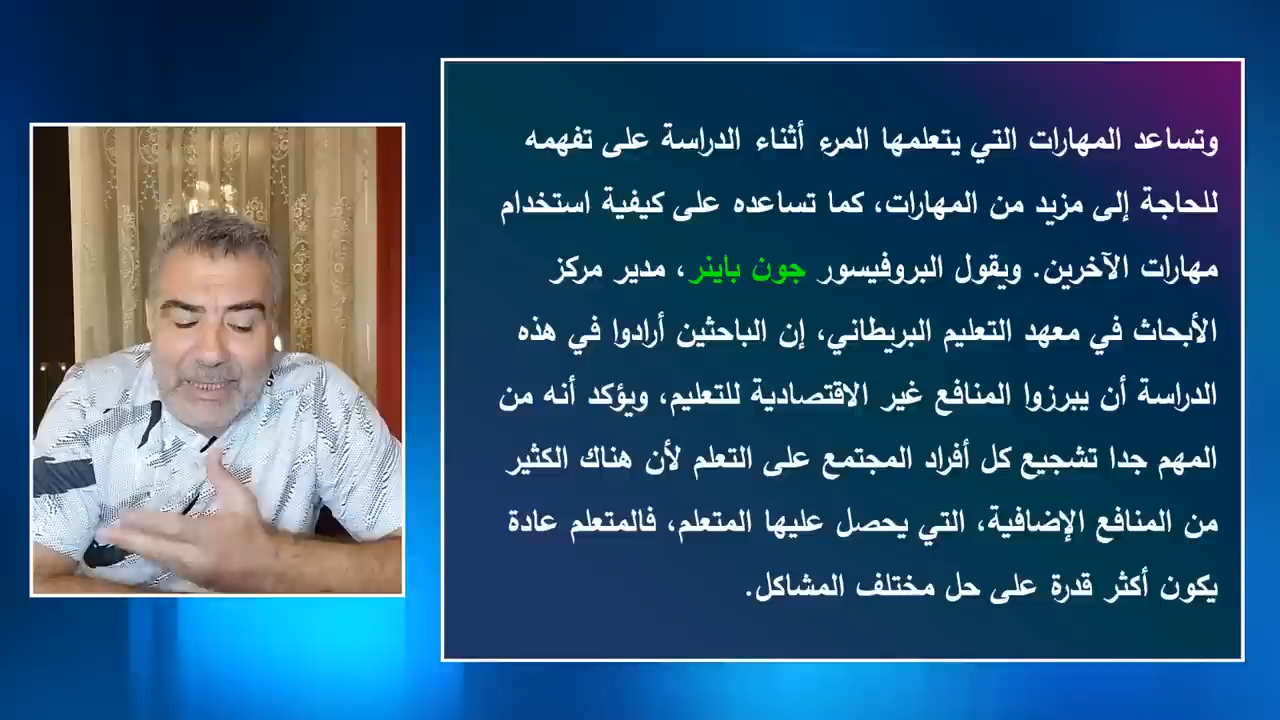 وتساعد المهارات التي يتعلمها المرء أثناء الدراسة على تفهمه
للحاجة إلى مزيد من المهارات، كما تساعده على كيفية استخدام
مهارات الآخرين. ويقول البروفيسور جون باينر، مدير مركز
الأبحاث في معهد التعليم البريطاني، إن الباحثين أرادوا في هذه
الدراسة أن يبرزوا المنافع غير الاقتصادية للتعليم، ويؤكد أنه من
المهم جدا تشجيع كل أفراد المجتمع على التعلم لأن هناك الكثير
من المنافع الإضافية، التي يحصل عليها المتعلم، فالمتعلم عادة
يكون أكثر قدرة على حل مختلف المشاكل.